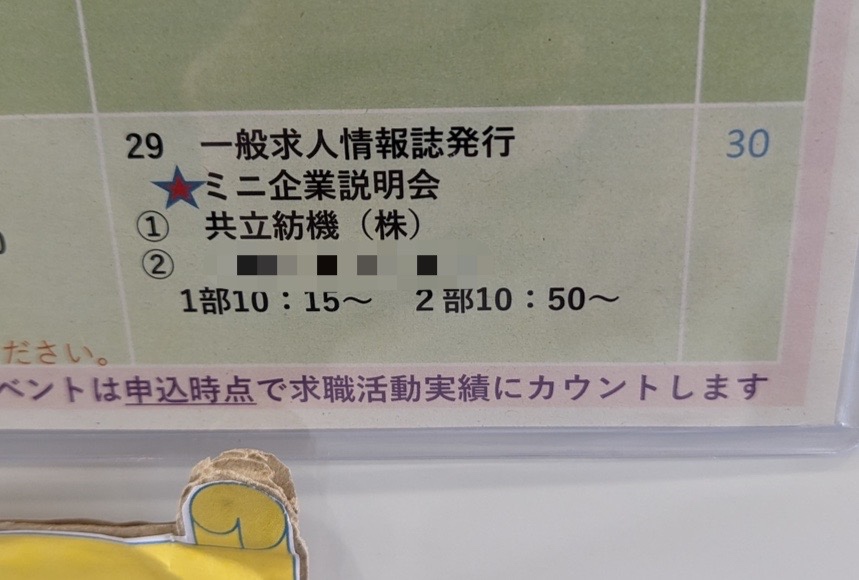 29 一般求人情報誌発行
30
★ミニ企業説明会
① 共立紡機（株）
②
1部10：15～ 2部10：50～
ださい。
ベントは申込時点で求職活動実績にカウントします